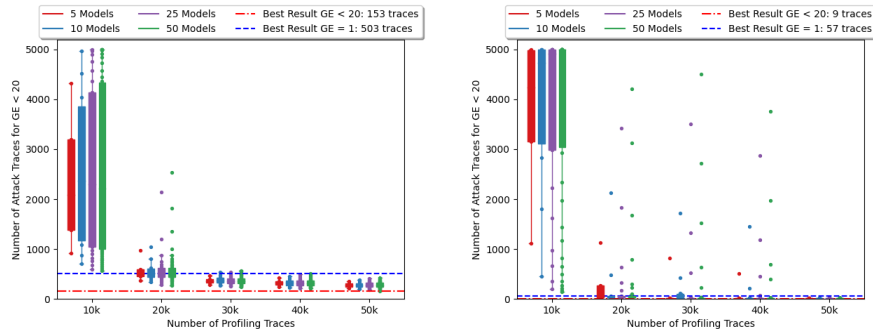 5 Models 25 Models Best Result GE < 20: 153 traces
10 Models 50 Models Best Result GE = 1: 503 traces
5000
4000
3000
2000
1000
0
Number of Attack Traces for GE < 20
10k 20k 30k 40k 50k
Number of Profiling Traces
5 Models 25 Models Best Result GE < 20: 9 traces
10 Models 50 Models Best Result GE = 1: 57 traces
5000
4000
3000
2000
1000
0
Number of Attack Traces for GE < 20
10k 20k 30k 40k 50k
Number of Profiling Traces